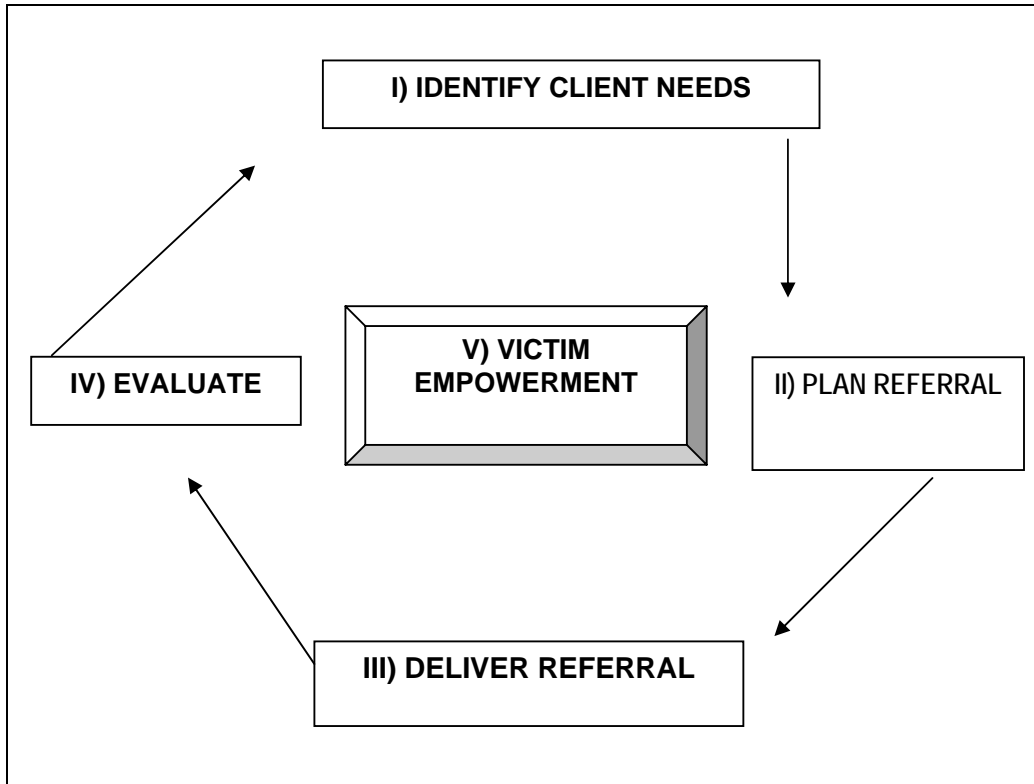 I) IDENTIFY CLIENT NEEDS
V) VICTIM
EMPOWERMENT
IV) EVALUATE
II) PLAN REFERRAL
III) DELIVER REFERRAL